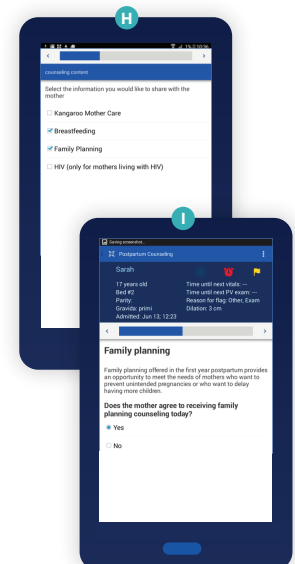 H
1% 10:36
counseling content
Select the information you would like to share with the
mother
Kangaroo Mother Care
Breastfeeding
Family Planning
HIV (only for mothers living with HIV)
I
Saving screenshot...
Postpartum Counseling
Sarah
17 years old
Bed #2
Parity:
Gravida: primi
Admitted: Jun 13; 12:23
Time until next vitals: ---
Time until next PV exam: ---
Reason for flag: Other, Exam
Dilation: 3 cm
Family planning
Family planning offered in the first year postpartum provides
an opportunity to meet the needs of mothers who want to
prevent unintended pregnancies or who want to delay
having more children.
Does the mother agree to receiving family
planning counseling today?
Yes
No